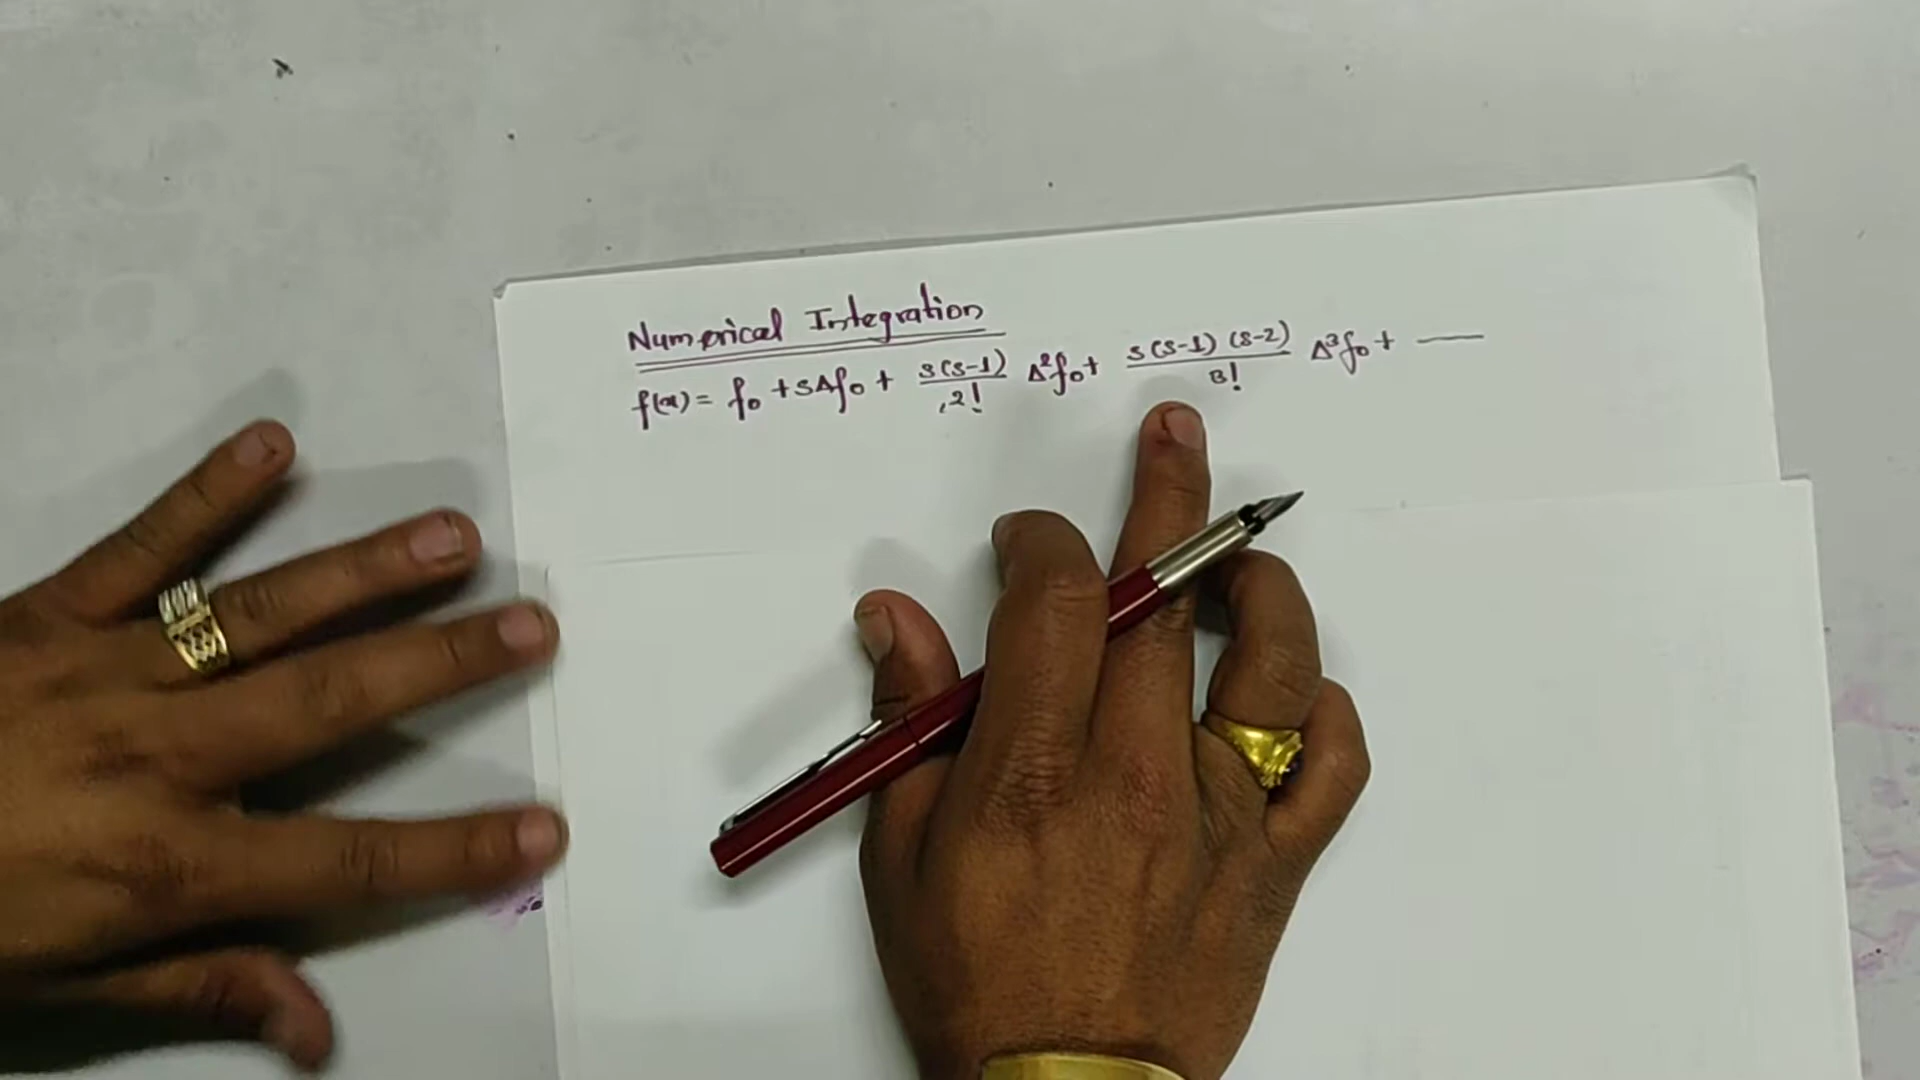 Numerical Integration
f(x) = f₀ + sΔf₀ + s(s-1)/2! Δ²f₀ + s(s-1)(s-2)/3! Δ³f₀ + ——